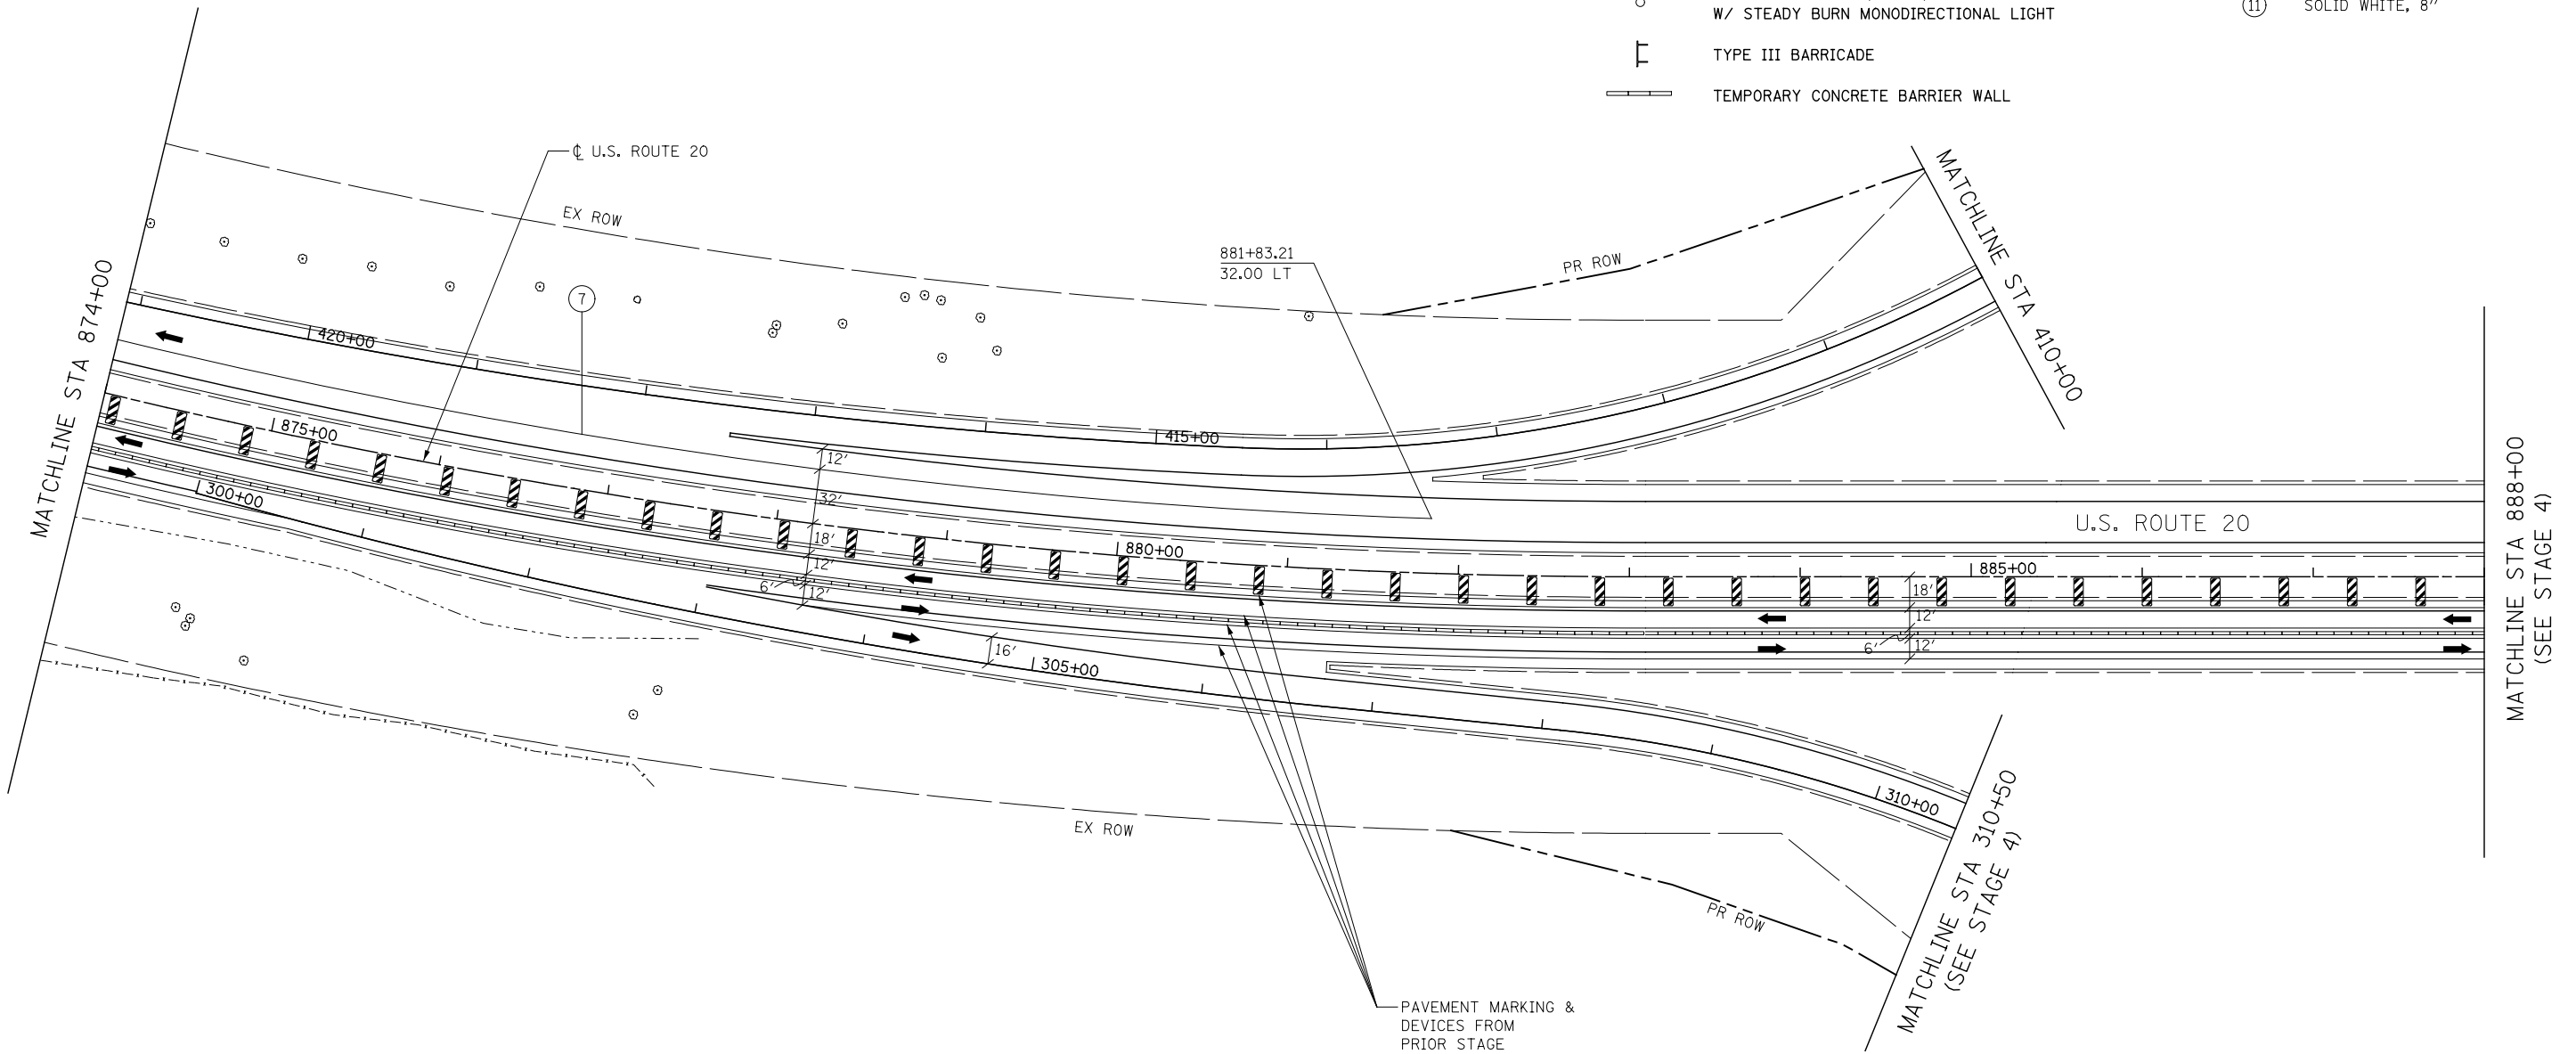 W/ STEADY BURN MONODIRECTIONAL LIGHT
11 SOLID WHITE, 8"
TYPE III BARRICADE
TEMPORARY CONCRETE BARRIER WALL
℄ U.S. ROUTE 20
EX ROW
881+83.21
32.00 LT
PR ROW
MATCHLINE STA 410+00
MATCHLINE STA 874+00
7
420+00
415+00
875+00
300+00
12'
32'
18'
12'
6'
12'
880+00
U.S. ROUTE 20
885+00
18'
12'
6'
12'
MATCHLINE STA 888+00
(SEE STAGE 4)
16'
305+00
310+00
EX ROW
PR ROW
MATCHLINE STA 310+50
(SEE STAGE 4)
PAVEMENT MARKING &
DEVICES FROM
PRIOR STAGE